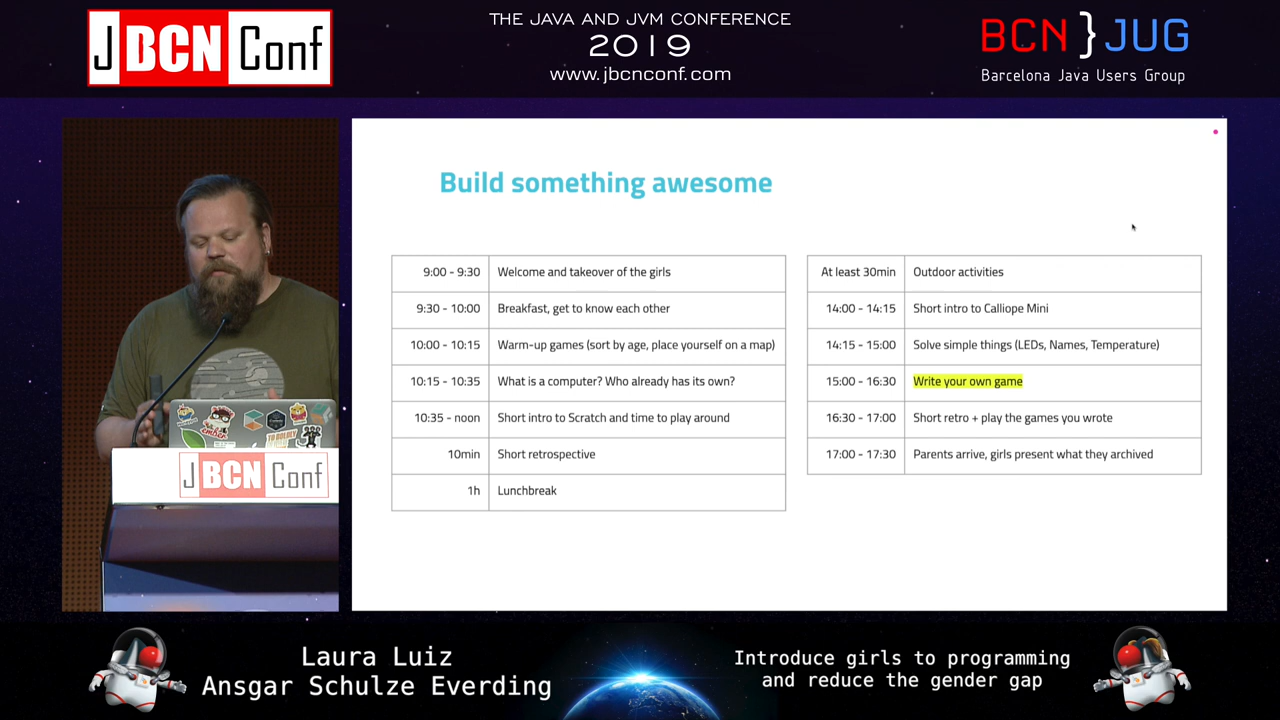 J BCN Conf
THE JAVA AND JVM CONFERENCE
2019
www.jbcnconf.com
BCN}JUG
Barcelona Java Users Group
Build something awesome
9:00 - 9:30 Welcome and takeover of the girls
9:30 - 10:00 Breakfast, get to know each other
10:00 - 10:15 Warm-up games (sort by age, place yourself on a map)
10:15 - 10:35 What is a computer? Who already has its own?
10:35 - noon Short intro to Scratch and time to play around
10min Short retrospective
1h Lunchbreak
At least 30min Outdoor activities
14:00 - 14:15 Short intro to Calliope Mini
14:15 - 15:00 Solve simple things (LEDs, Names, Temperature)
15:00 - 16:30 Write your own game
16:30 - 17:00 Short retro + play the games you wrote
17:00 - 17:30 Parents arrive, girls present what they archived
J BCN Conf
Laura Luiz
Ansgar Schulze Everding
Introduce girls to programming
and reduce the gender gap